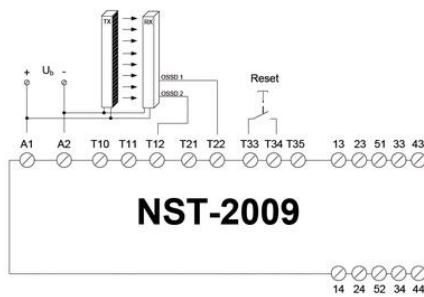 TX RX
+ Ub -
OSSD 1
OSSD 2
Reset
A1 A2 T10 T11 T12 T21 T22 T33 T34 T35 13 23 51 33 43
NST-2009
14 24 52 34 44